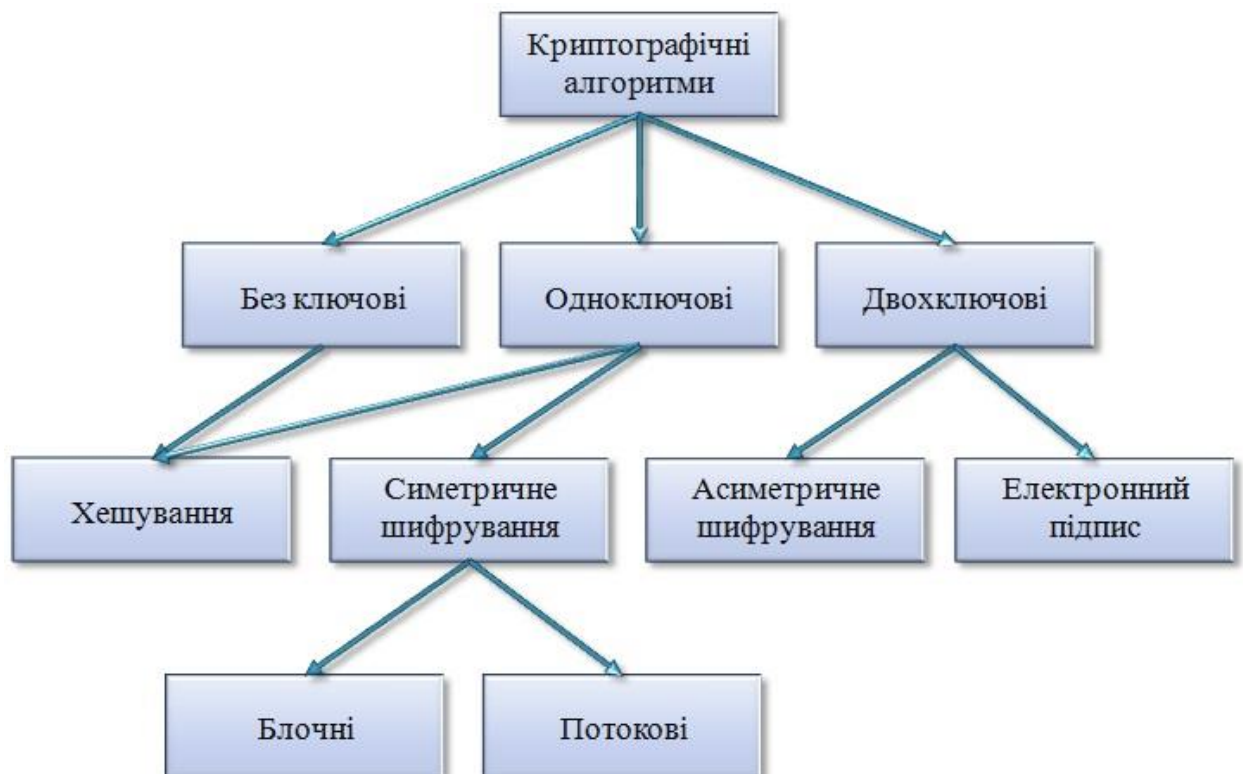 Криптографічні
алгоритми
Без ключові
Одноключові
Двохключові
Хешування
Симетричне
шифрування
Асиметричне
шифрування
Електронний
підпис
Блочні
Потокові